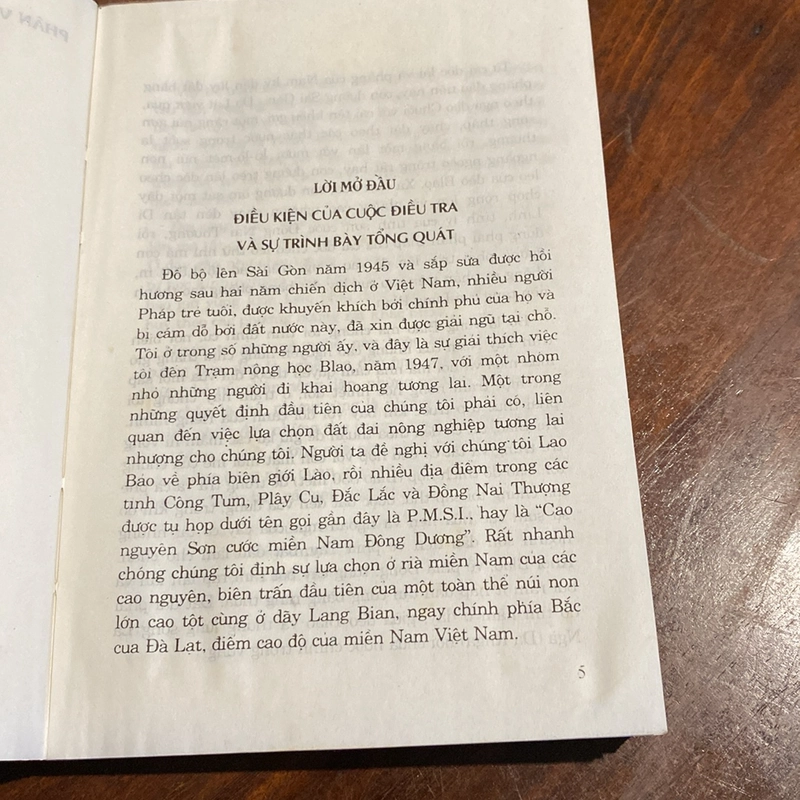 PHẦN
LỜI MỞ ĐẦU
ĐIỀU KIỆN CỦA CUỘC ĐIỀU TRA
VÀ SỰ TRÌNH BÀY TỔNG QUÁT
Đổ bộ lên Sài Gòn năm 1945 và sắp sửa được hồi
hương sau hai năm chiến dịch ở Việt Nam, nhiều người
Pháp trẻ tuổi, được khuyến khích bởi chính phủ của họ và
bị cám dỗ bởi đất nước này, đã xin được giải ngũ tại chỗ.
Tôi ở trong số những người ấy, và đây là sự giải thích việc
tôi đến Trạm nông học Blao, năm 1947, với một nhóm
nhỏ những người đi khai hoang tương lai. Một trong
những quyết định đầu tiên của chúng tôi phải có, liên
quan đến việc lựa chọn đất đai nông nghiệp tương lai
nhượng cho chúng tôi. Người ta đề nghị với chúng tôi Lao
Bảo về phía biên giới Lào, rồi nhiều địa điểm trong các
tỉnh Công Tum, Plây Cu, Đắc Lắc và Đồng Nai Thượng
được tụ họp dưới tên gọi gần đây là P.M.S.I., hay là “Cao
nguyên Sơn cước miền Nam Đông Dương”. Rất nhanh
chóng chúng tôi định sự lựa chọn ở rià miền Nam của các
cao nguyên, biên trấn đầu tiên của một toàn thể núi non
lớn cao tột cùng ở dãy Lang Bian, ngay chính phía Bắc
của Đà Lạt, điểm cao độ của miền Nam Việt Nam.
5